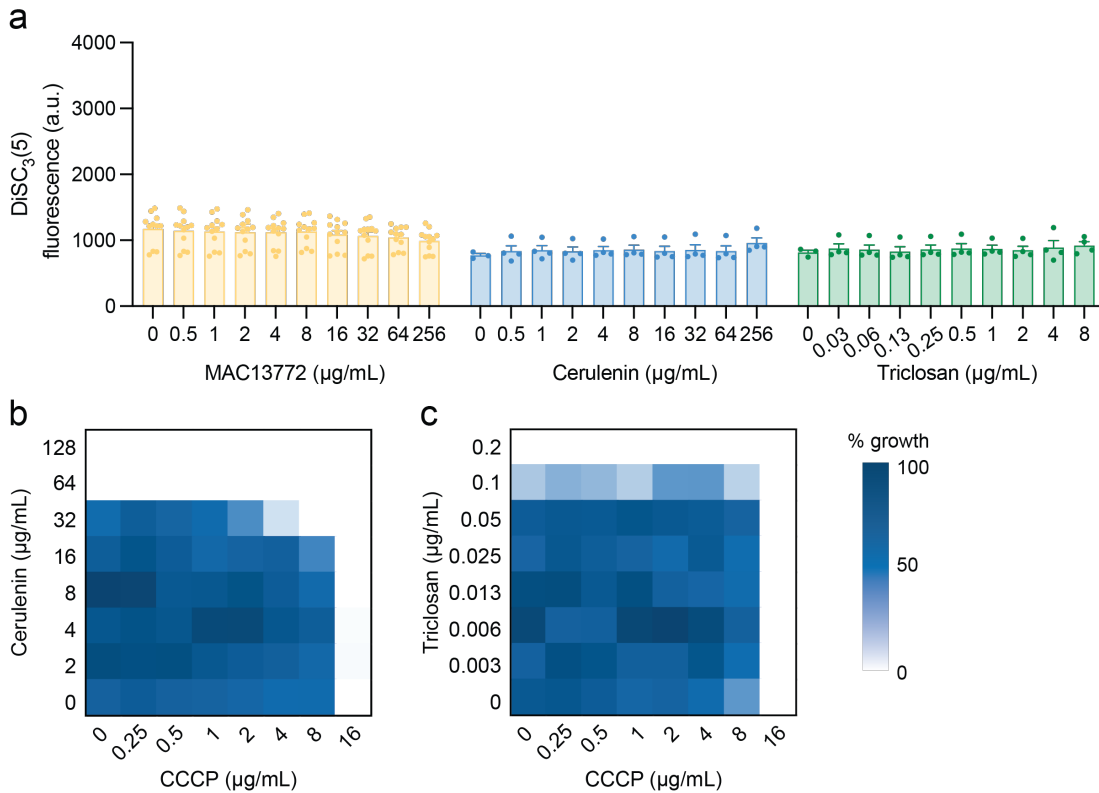 a
4000
3000
2000
1000
0
DiSC3(5)
fluorescence (a.u.)
0 0.5 1 2 4 8 16 32 64 256
MAC13772 (µg/mL)
0 0.5 1 2 4 8 16 32 64 256
Cerulenin (µg/mL)
0 0.03 0.06 0.13 0.25 0.5 1 2 4 8
Triclosan (µg/mL)
b
Cerulenin (µg/mL)
128
64
32
16
8
4
2
0
0 0.25 0.5 1 2 4 8 16
CCCP (µg/mL)
c
Triclosan (µg/mL)
0.2
0.1
0.05
0.025
0.013
0.006
0.003
0
0 0.25 0.5 1 2 4 8 16
CCCP (µg/mL)
% growth
100
50
0